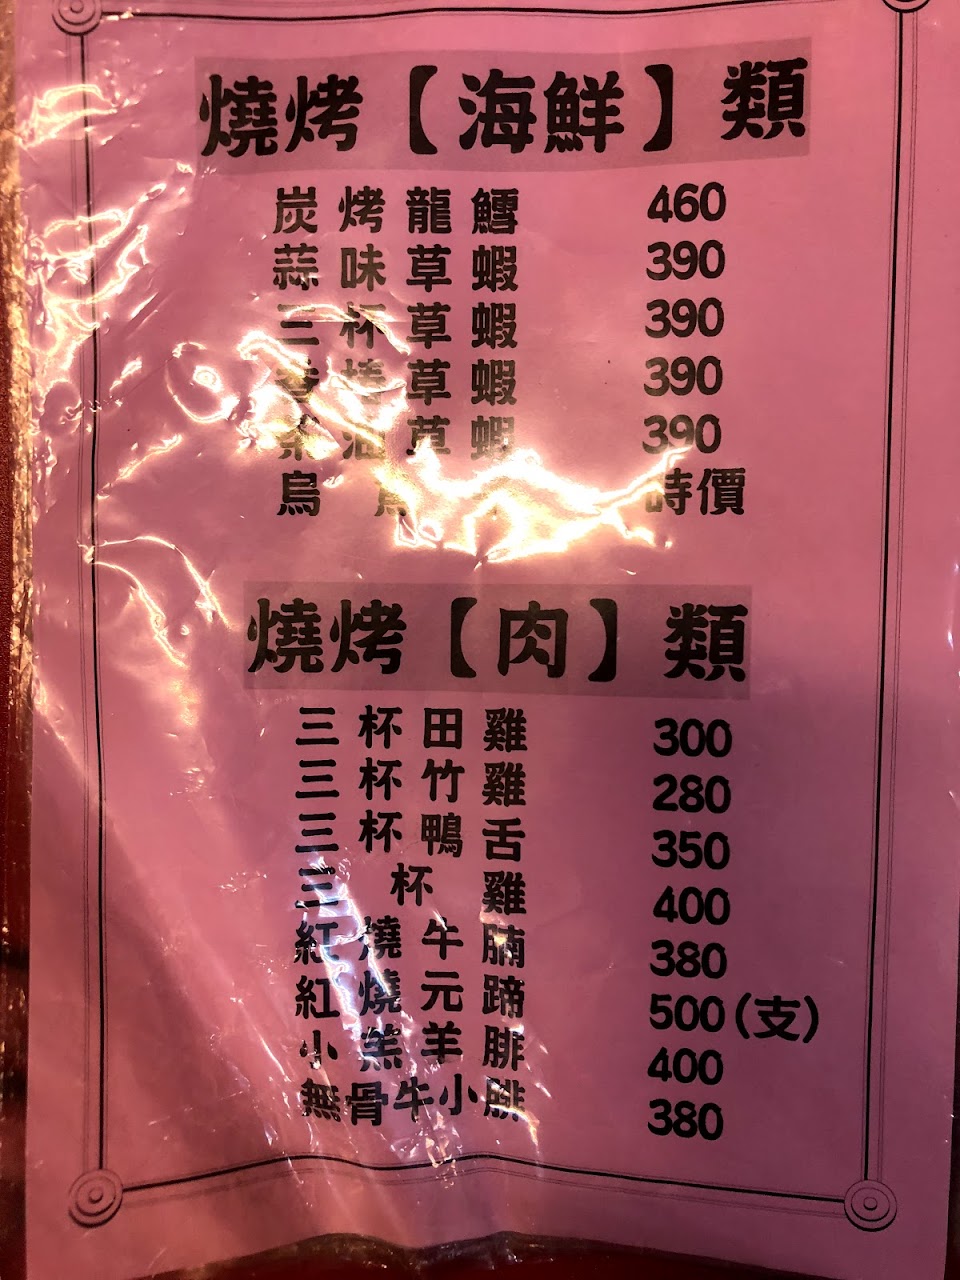 燒烤【海鮮】類
炭烤龍鱈 460
蒜味草蝦 390
三杯草蝦 390
草蝦 390
油草蝦 390
烏 時價
燒烤【肉】類
三杯田雞 300
三杯竹雞 280
三杯鴨舌 350
三杯雞 400
紅燒牛腩 380
紅燒元蹄 500(支)
小羔羊腓 400
無骨牛小腓 380